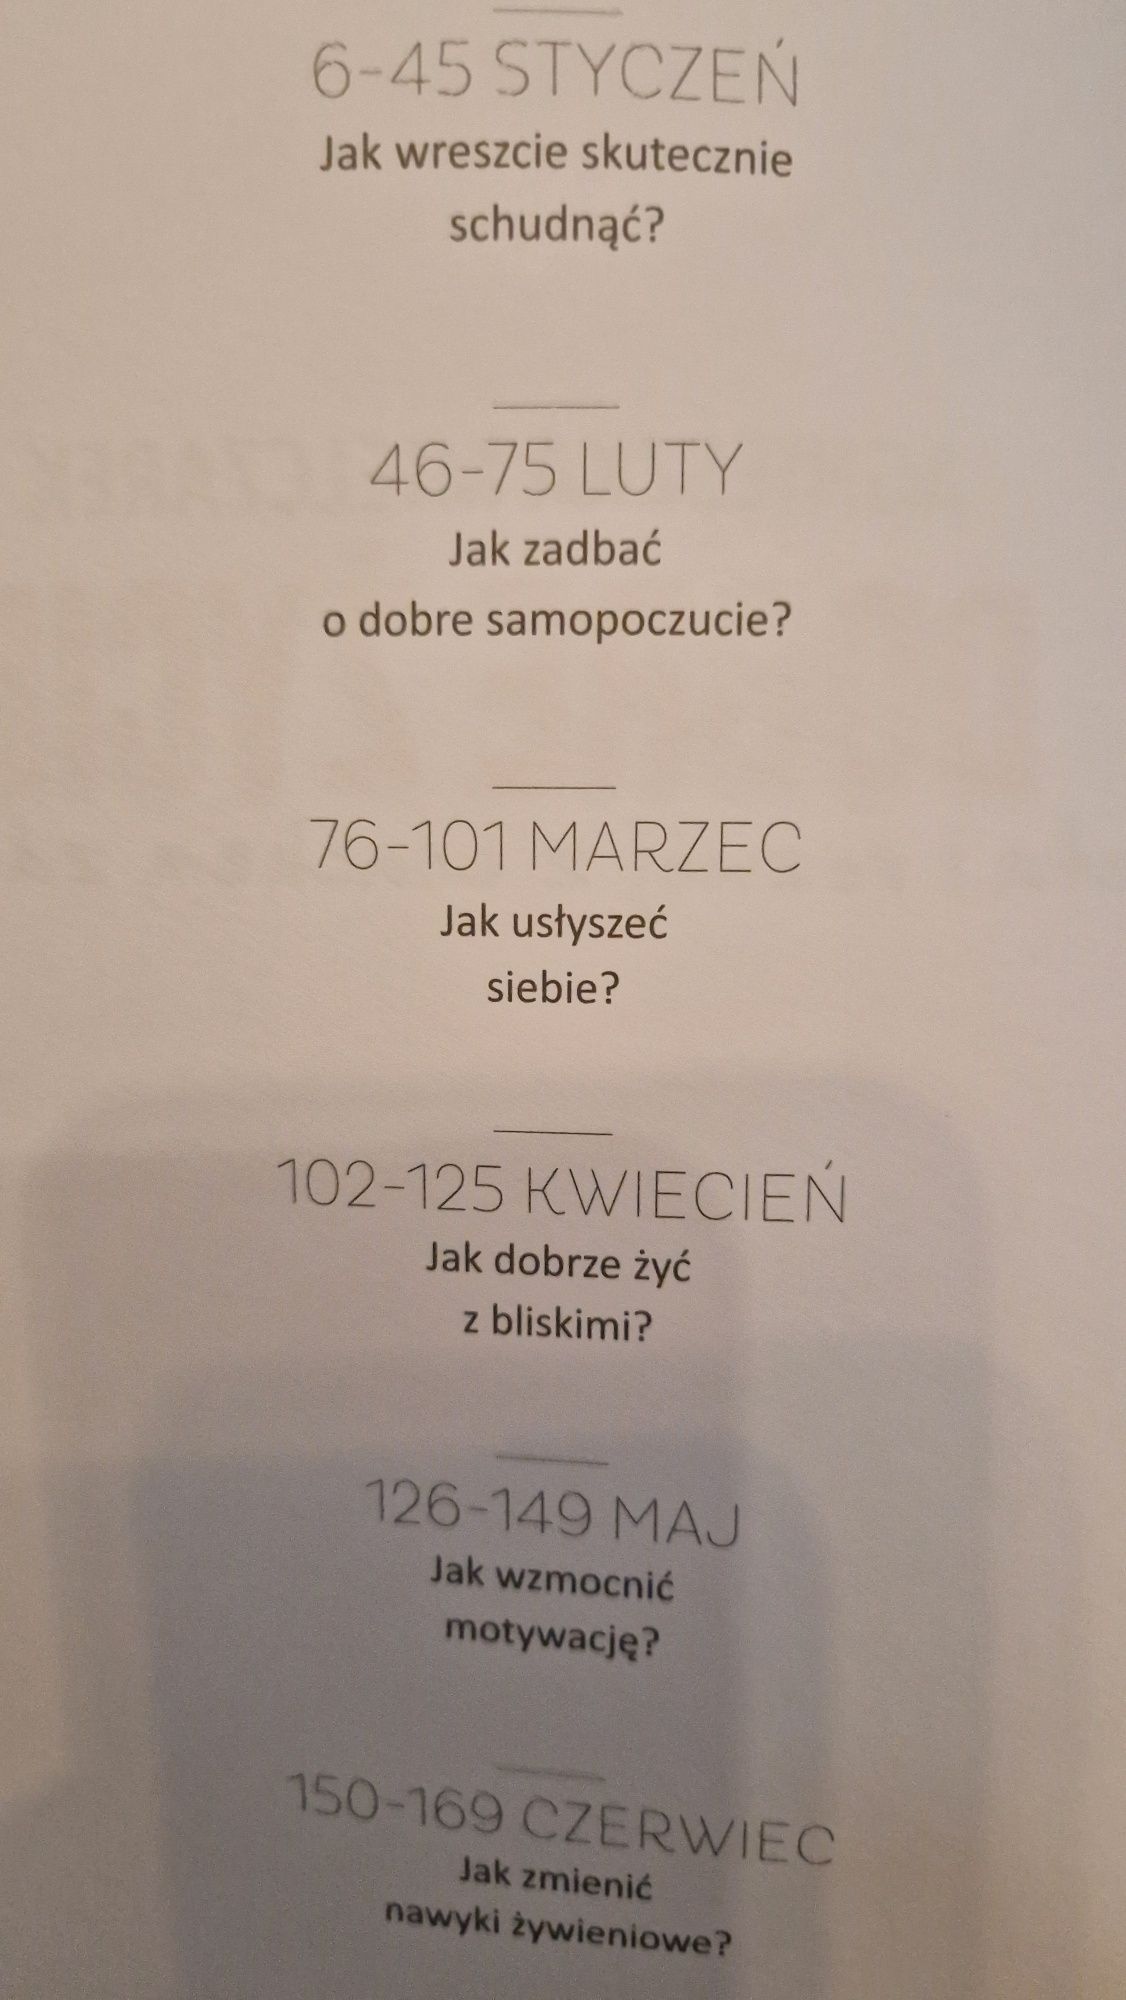 6-45 STYCZEŃ
Jak wreszcie skutecznie
schudnąć?
46-75 LUTY
Jak zadbać
o dobre samopoczucie?
76-101 MARZEC
Jak usłyszeć
siebie?
102-125 KWIECIEŃ
Jak dobrze żyć
z bliskimi?
126-149 MAJ
Jak wzmocnić
motywację?
150-169 CZERWIEC
Jak zmienić
nawyki żywieniowe?